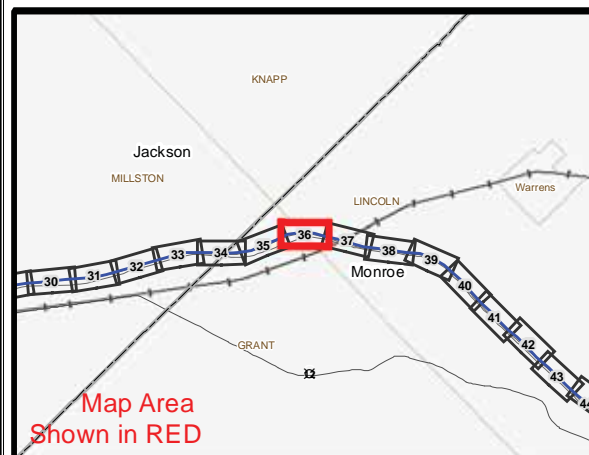 KNAPP
Jackson
MILLSTON
LINCOLN
Warrens
36
35
37
34
33
38
32
39
31
30
Monroe
40
41
42
GRANT
43
44
Map Area
Shown in RED